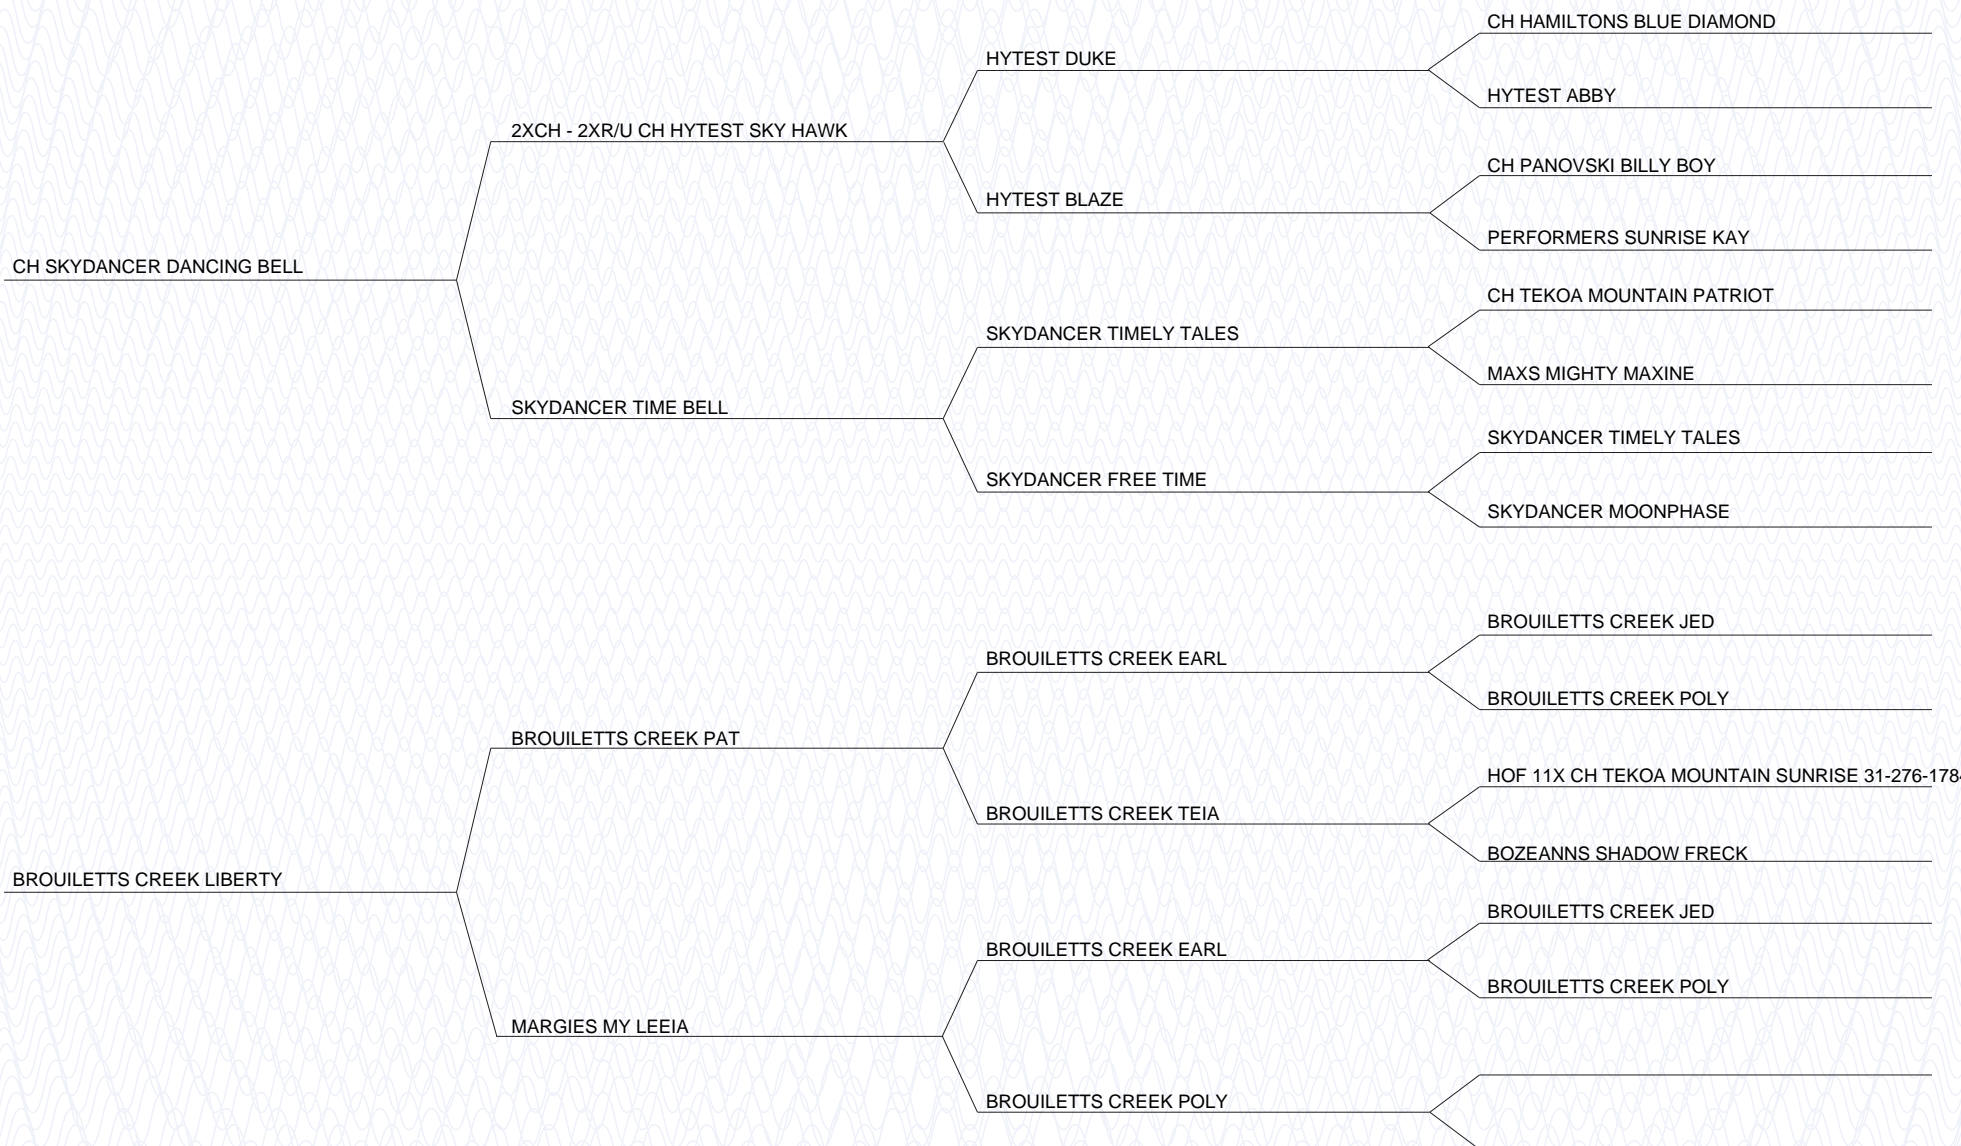 CH HAMILTONS BLUE DIAMOND
HYTEST DUKE
HYTEST ABBY
2XCH - 2XR/U CH HYTEST SKY HAWK
CH PANOVSKI BILLY BOY
HYTEST BLAZE
PERFORMERS SUNRISE KAY
CH SKYDANCER DANCING BELL
CH TEKOA MOUNTAIN PATRIOT
SKYDANCER TIMELY TALES
MAXS MIGHTY MAXINE
SKYDANCER TIME BELL
SKYDANCER TIMELY TALES
SKYDANCER FREE TIME
SKYDANCER MOONPHASE
BROUILETTS CREEK JED
BROUILETTS CREEK EARL
BROUILETTS CREEK POLY
BROUILETTS CREEK PAT
HOF 11X CH TEKOA MOUNTAIN SUNRISE
BROUILETTS CREEK TEIA
BOZEANNS SHADOW FRECK
BROUILETTS CREEK LIBERTY
BROUILETTS CREEK JED
BROUILETTS CREEK EARL
BROUILETTS CREEK POLY
MARGIES MY LEEIA
BROUILETTS CREEK POLY